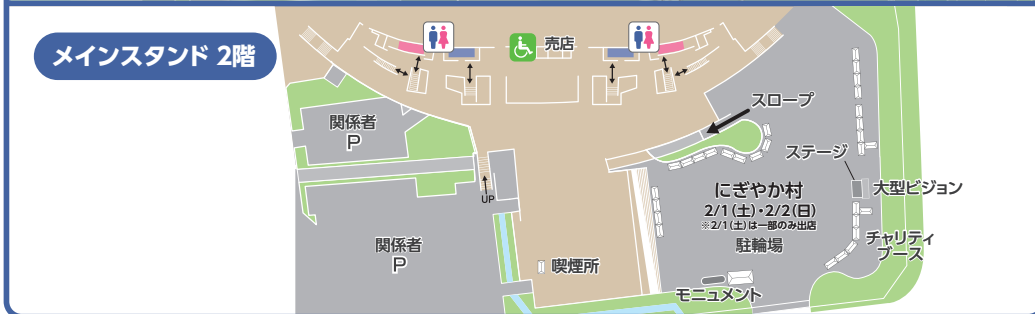 メインスタンド 2階
売店
関係者
P
スロープ
ステージ
大型ビジョン
にぎやか村
2/1(土)・2/2(日)
※2/1(土)は一部のみ出店
駐輪場
UP
関係者
P
チャリティ
ブース
喫煙所
モニュメント